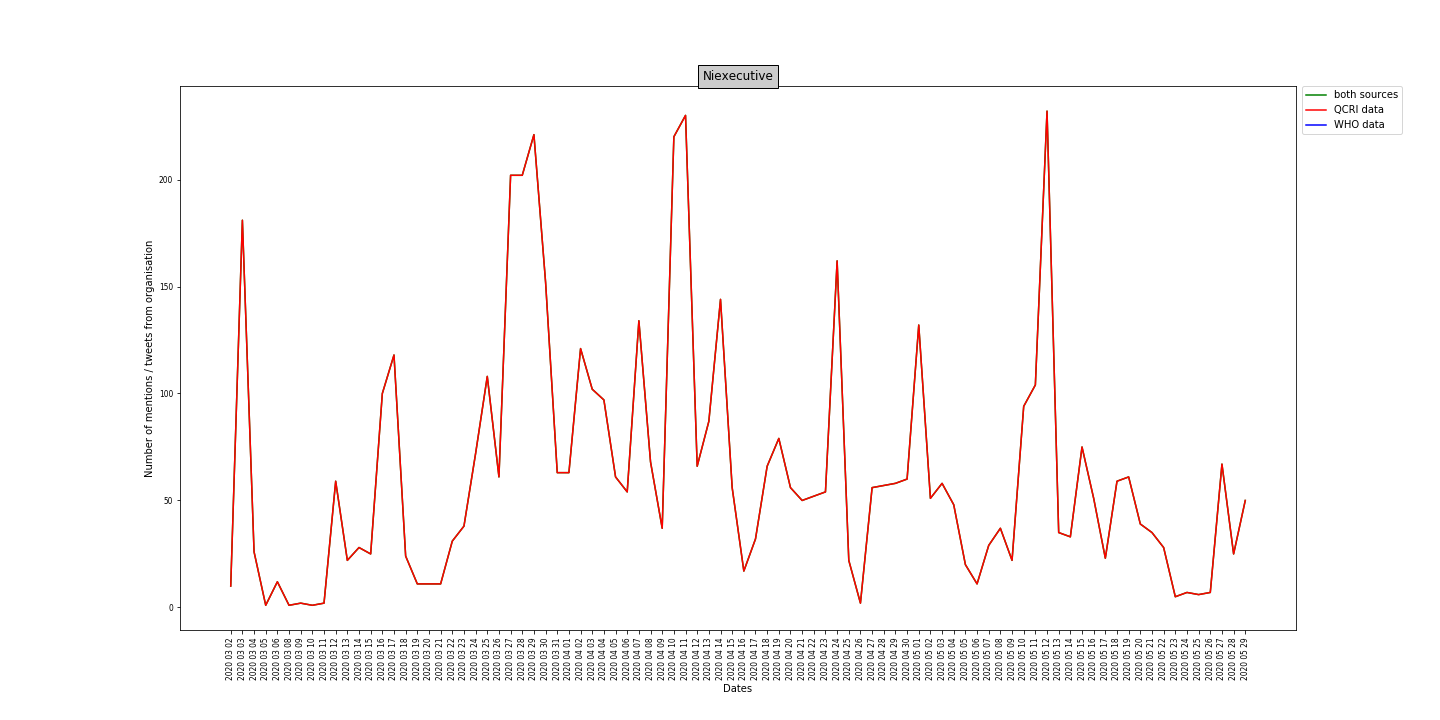 Niexecutive
both sources
QCRI data
WHO data
Number of mentions / tweets from organisation
200
150
100
50
0
2020 03 02
2020 03 03
2020 03 04
2020 03 05
2020 03 06
2020 03 08
2020 03 09
2020 03 10
2020 03 11
2020 03 12
2020 03 13
2020 03 14
2020 03 15
2020 03 16
2020 03 17
2020 03 18
2020 03 19
2020 03 20
2020 03 21
2020 03 22
2020 03 23
2020 03 24
2020 03 25
2020 03 26
2020 03 27
2020 03 28
2020 03 29
2020 03 30
2020 03 31
2020 04 01
2020 04 02
2020 04 03
2020 04 04
2020 04 05
2020 04 06
2020 04 07
2020 04 08
2020 04 09
2020 04 10
2020 04 11
2020 04 12
2020 04 13
2020 04 14
2020 04 15
2020 04 16
2020 04 17
2020 04 18
2020 04 19
2020 04 20
2020 04 21
2020 04 22
2020 04 23
2020 04 24
2020 04 25
2020 04 26
2020 04 27
2020 04 28
2020 04 29
2020 04 30
2020 05 01
2020 05 02
2020 05 03
2020 05 04
2020 05 05
2020 05 06
2020 05 07
2020 05 08
2020 05 09
2020 05 10
2020 05 11
2020 05 12
2020 05 13
2020 05 14
2020 05 15
2020 05 16
2020 05 17
2020 05 18
2020 05 19
2020 05 20
2020 05 21
2020 05 22
2020 05 23
2020 05 24
2020 05 25
2020 05 26
2020 05 27
2020 05 28
2020 05 29
Dates